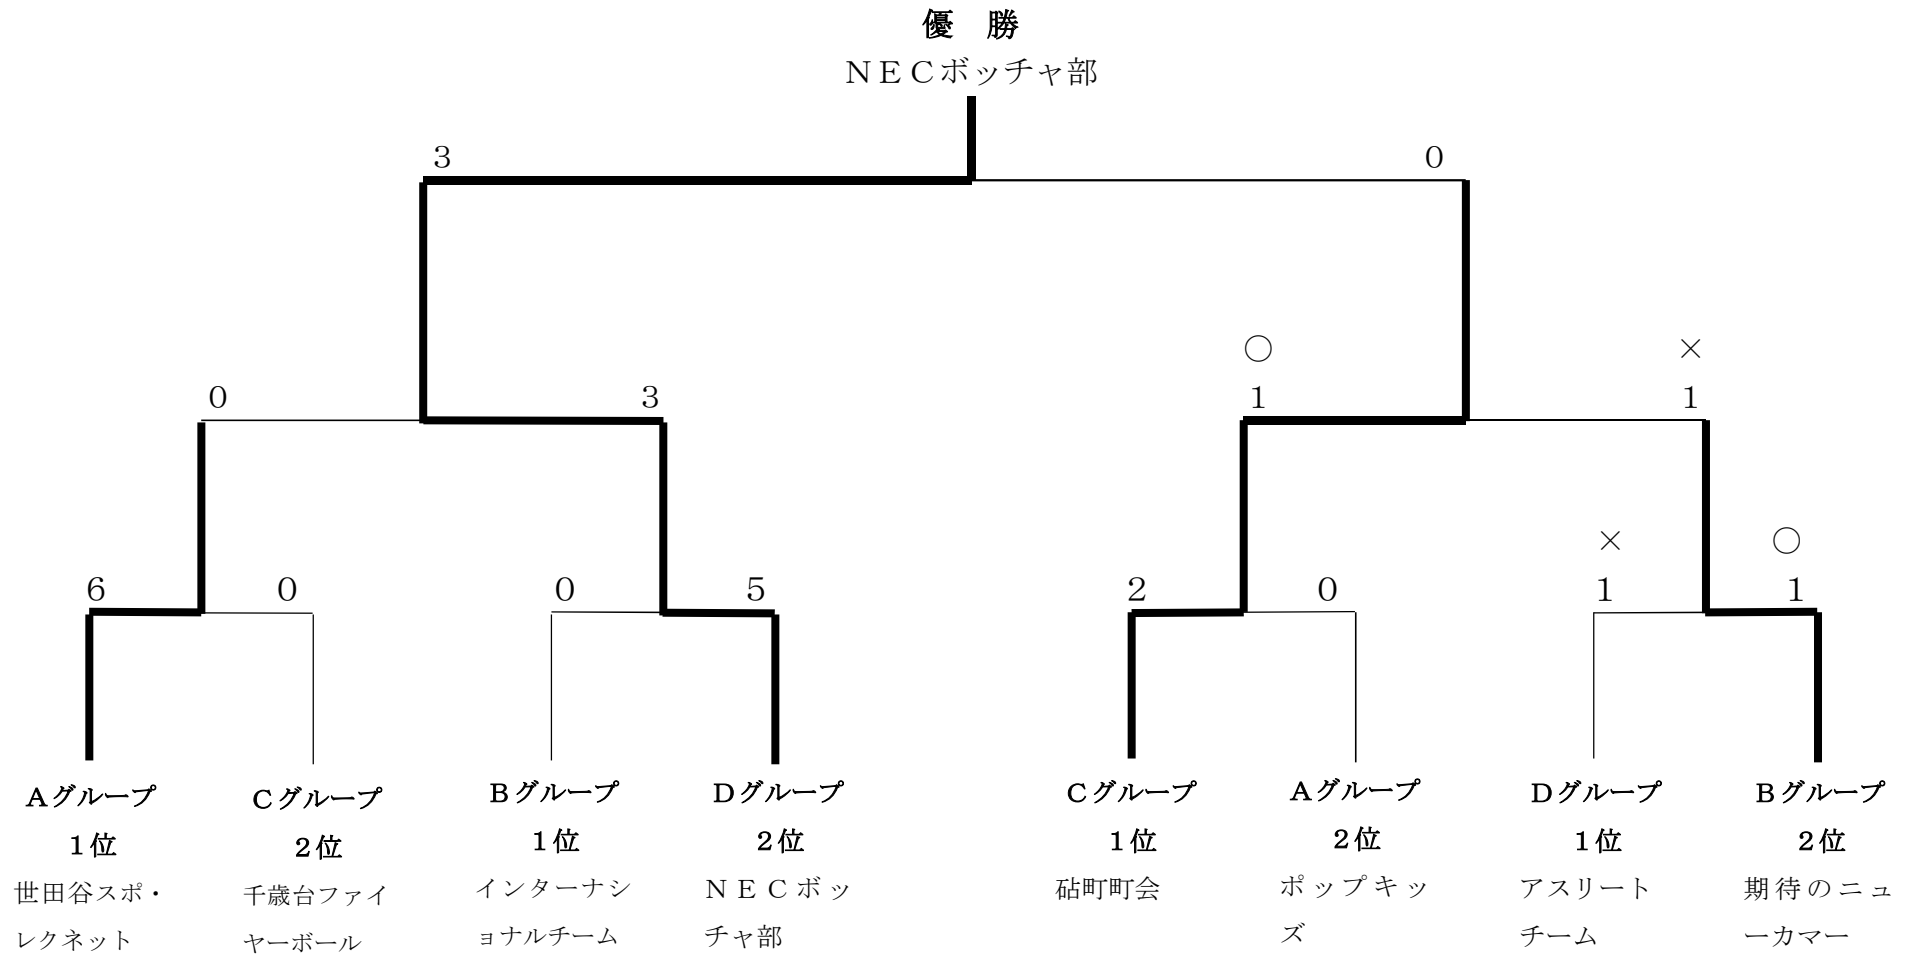 優　勝
ＮＥＣボッチャ部
3 0
○ ×
0 3 1 1
× ○
6 0 0 5 2 0 1 1
Ａグループ Ｃグループ Ｂグループ Ｄグループ Ｃグループ Ａグループ Ｄグループ Ｂグループ
１位 ２位 １位 ２位 １位 ２位 １位 ２位
世田谷スポ・ 千歳台ファイ インターナシ ＮＥＣボッ 砧町町会 ポップキッ アスリート 期待のニュ
レクネット ヤーボール ョナルチーム チャ部 ズ チーム ーカマー